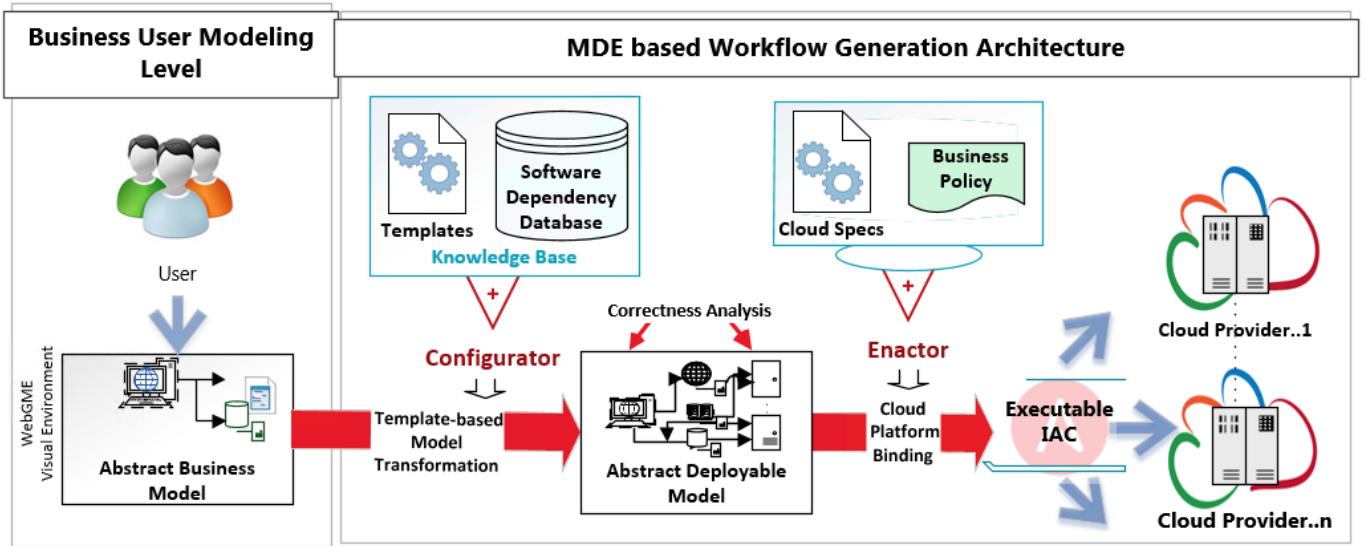 Business User Modeling
Level
MDE based Workflow Generation Architecture
User
WebGME
Visual Environment
Abstract Business
Model
Templates
Software
Dependency
Database
Knowledge Base
+
Configurator
Template-based
Model
Transformation
Correctness Analysis
Abstract Deployable
Model
Cloud Specs
Business
Policy
+
Enactor
Cloud
Platform
Binding
Executable
IAC
A
Cloud Provider..1
Cloud Provider..n